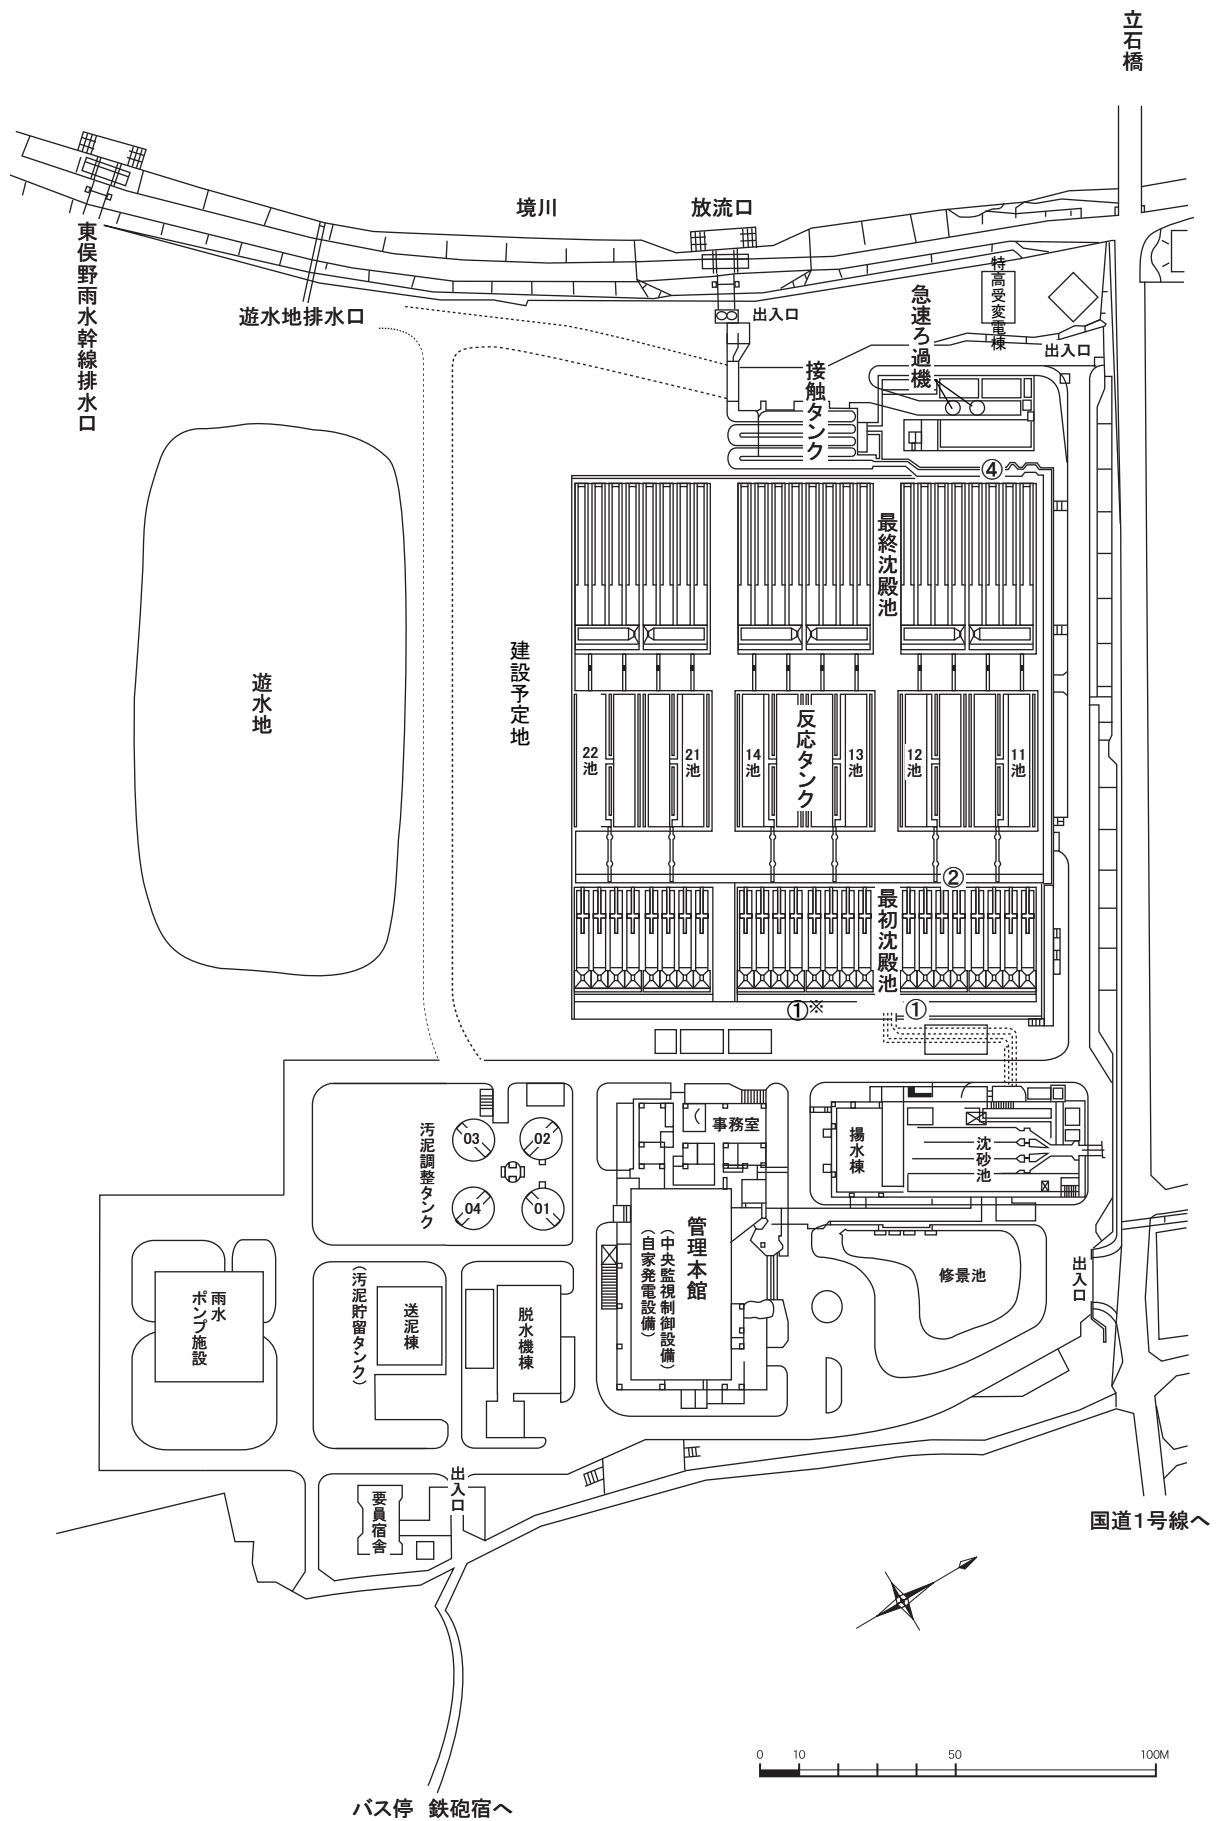 立石橋
境川
放流口
東俣野雨水幹線排水口
遊水地排水口
出入口
特高受変電棟
急速ろ過機
出入口
接触タンク
④
最終沈殿池
建設予定地
遊水地
反応タンク
22池
21池
14池
13池
12池
11池
②
最初沈殿池
①※
①
事務室
揚水棟
沈砂池
汚泥調整タンク
03
02
04
01
管理本館
(中央監視制御設備)
(自家発電設備)
修景池
出入口
雨水
ポンプ施設
送泥棟
(汚泥貯留タンク)
脱水機棟
出入口
要員宿舎
国道1号線へ
0 10 50 100M
バス停 鉄砲宿へ